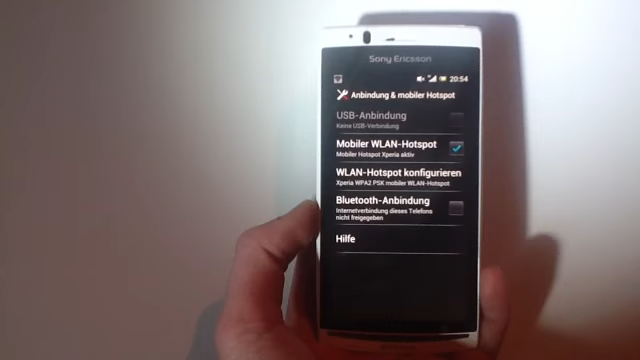 Sony Ericsson
20:54
Anbindung & mobiler Hotspot
USB-Anbindung
Keine USB-Verbindung
Mobiler WLAN-Hotspot
Mobiler Hotspot Xperia aktiv
WLAN-Hotspot konfigurieren
Xperia WPA2 PSK mobiler WLAN-Hotspot
Bluetooth-Anbindung
Internetverbindung dieses Telefons
nicht freigegeben
Hilfe